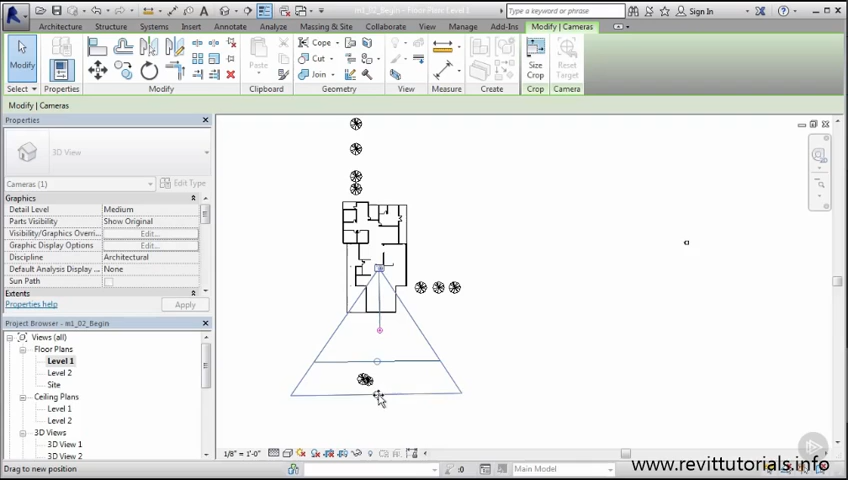 m1_02_Begin - Floor Plan: Level 1
Type a keyword or phrase
Sign In
Architecture Structure Systems Insert Annotate Analyze Massing & Site Collaborate View Manage Add-Ins Modify | Cameras
Modify
Properties
Paste
Cope
Cut
Join
Size Crop
Reset Target
Select Properties Clipboard Geometry Modify View Measure Create Crop Camera
Modify | Cameras
Properties
3D View
Cameras (1)
Edit Type
Graphics
Detail Level Medium
Parts Visibility Show Original
Visibility/Graphics Overri... Edit...
Graphic Display Options Edit...
Discipline Architectural
Default Analysis Display ... None
Sun Path
Extents
Properties help
Apply
Project Browser - m1_02_Begin
Views (all)
Floor Plans
Level 1
Level 2
Site
Ceiling Plans
Level 1
Level 2
3D Views
3D View 1
3D View 2
1/8" = 1'-0"
Drag to new position
:0
Main Model
www.revittutorials.info